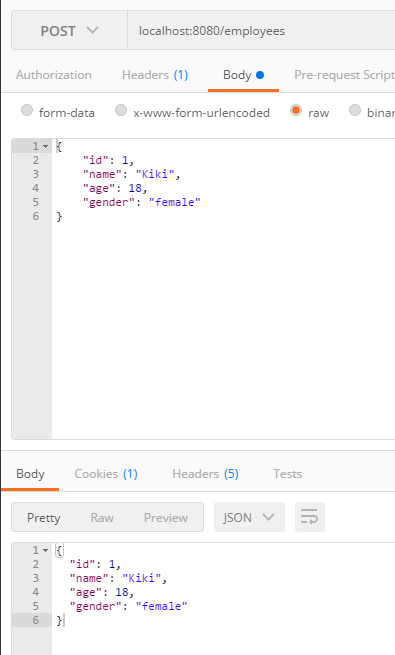 POST localhost:8080/employees
Authorization Headers (1) Body Pre-request Script
form-data x-www-form-urlencoded raw binar
1 {
2 "id": 1,
3 "name": "Kiki",
4 "age": 18,
5 "gender": "female"
6 }
Body Cookies (1) Headers (5) Tests
Pretty Raw Preview JSON
1 {
2 "id": 1,
3 "name": "Kiki",
4 "age": 18,
5 "gender": "female"
6 }